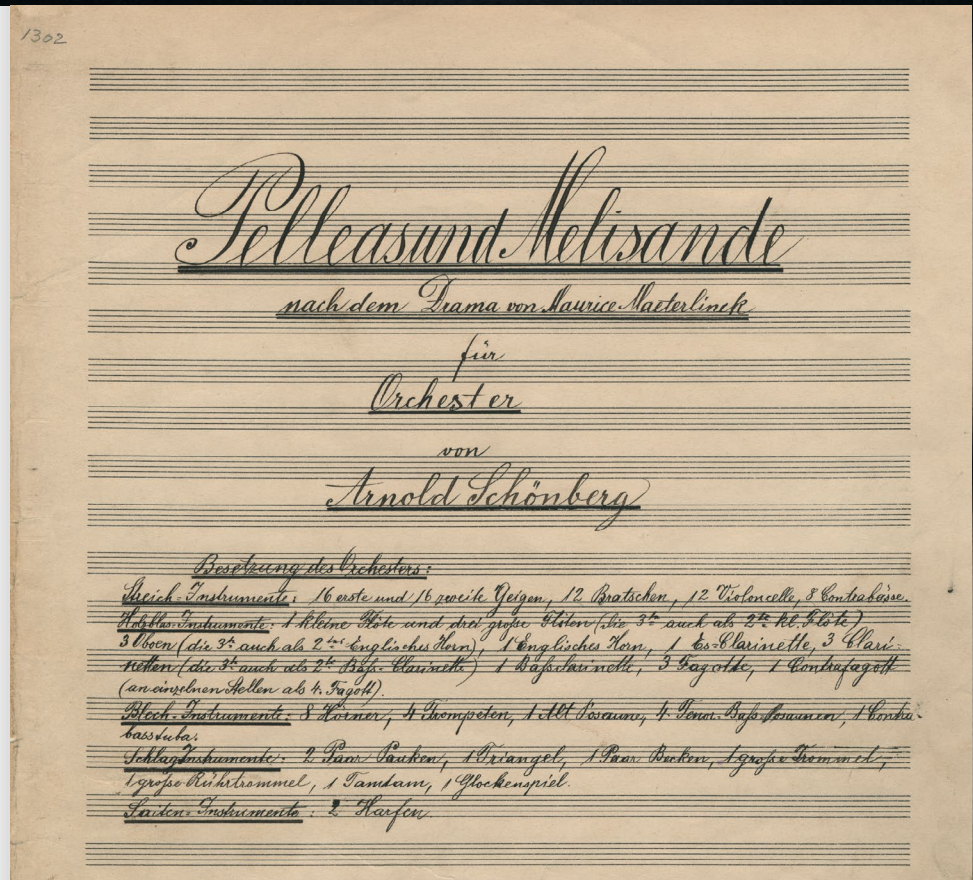 1302
Pelleas und Melisande
nach dem Drama von Maurice Maeterlinck
für
Orchester
von
Arnold Schönberg
Besetzung des Orchesters:
Streich-Instrumente: 16 erste und 16 zweite Geigen, 12 Bratschen, 12 Violoncelle, 8 Contrabässe.
Holzblas-Instrumente: 1 kleine Flöte und drei große Flöten (die 3te auch als 2te kl. Flöte)
3 Oboen (die 3te auch als 2tes Englisches Horn), 1 Englisches Horn, 1 Es-Clarinette, 3 Clari-
netten (die 3te auch als 2te Baß-Clarinett) 1 Baßclarinette, 3 Fagotte, 1 Contrafagott
(an einzelnen Stellen als 4. Fagott).
Blech-Instrumente: 8 Hörner, 4 Trompeten, 1 Alt Posaune, 4 Tenor-Baß Posaunen, 1 Contra-
basstuba.
Schlag Instrumente: 2 Paar Pauken, 1 Triangel, 1 Paar Becken, 1 große Trommel,
1 große Rührtrommel, 1 Tamtam, 1 Glockenspiel.
Saiten-Instrumente: 2 Harfen.